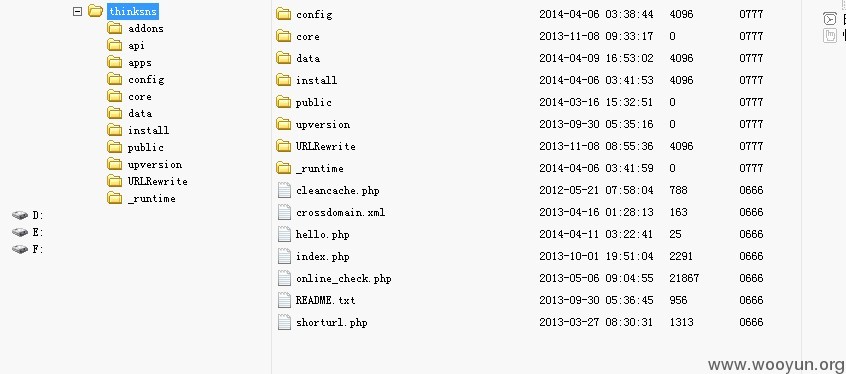 thinksns
addons
api
apps
config
core
data
install
public
upversion
URLRewrite
_runtime
D:
E:
F:
config 2014-04-06 03:38:44 4096 0777
core 2013-11-08 09:33:17 0 0777
data 2014-04-09 16:53:02 4096 0777
install 2014-04-06 03:41:53 4096 0777
public 2014-03-16 15:32:51 0 0777
upversion 2013-09-30 05:35:16 0 0777
URLRewrite 2013-11-08 08:55:36 4096 0777
_runtime 2014-04-06 03:41:59 0 0777
cleancache.php 2012-05-21 07:58:04 788 0666
crossdomain.xml 2013-04-16 01:28:13 163 0666
hello.php 2014-04-11 03:22:41 25 0666
index.php 2013-10-01 19:51:04 2291 0666
online_check.php 2013-05-06 09:04:55 21867 0666
README.txt 2013-09-30 05:36:45 956 0666
shorturl.php 2013-03-27 08:30:31 1313 0666
www.wooyun.org